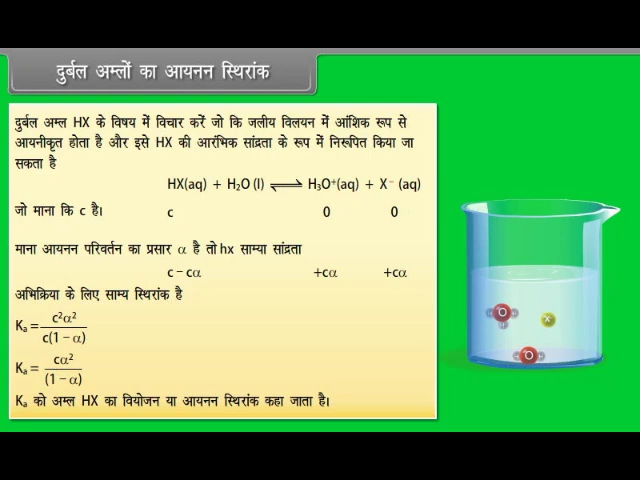 दुर्बल अम्लों का आयनन स्थिरांक
दुर्बल अम्ल HX के विषय में विचार करें जो कि जलीय विलयन में आंशिक रूप से
आयनीकृत होता है और इसे HX की आरंभिक सांद्रता के रूप में निरूपित किया जा
सकता है
HX(aq) + H₂O (l) ⇌ H₃O⁺(aq) + X⁻ (aq)
जो माना कि c है। c 0 0
माना आयनन परिवर्तन का प्रसार α है तो hx साम्या सांद्रता
c – cα +cα +cα
अभिक्रिया के लिए साम्य स्थिरांक है
Kₐ = c²α² / c(1 – α)
Kₐ = cα² / (1 – α)
Kₐ को अम्ल HX का वियोजन या आयनन स्थिरांक कहा जाता है।
O
X
O